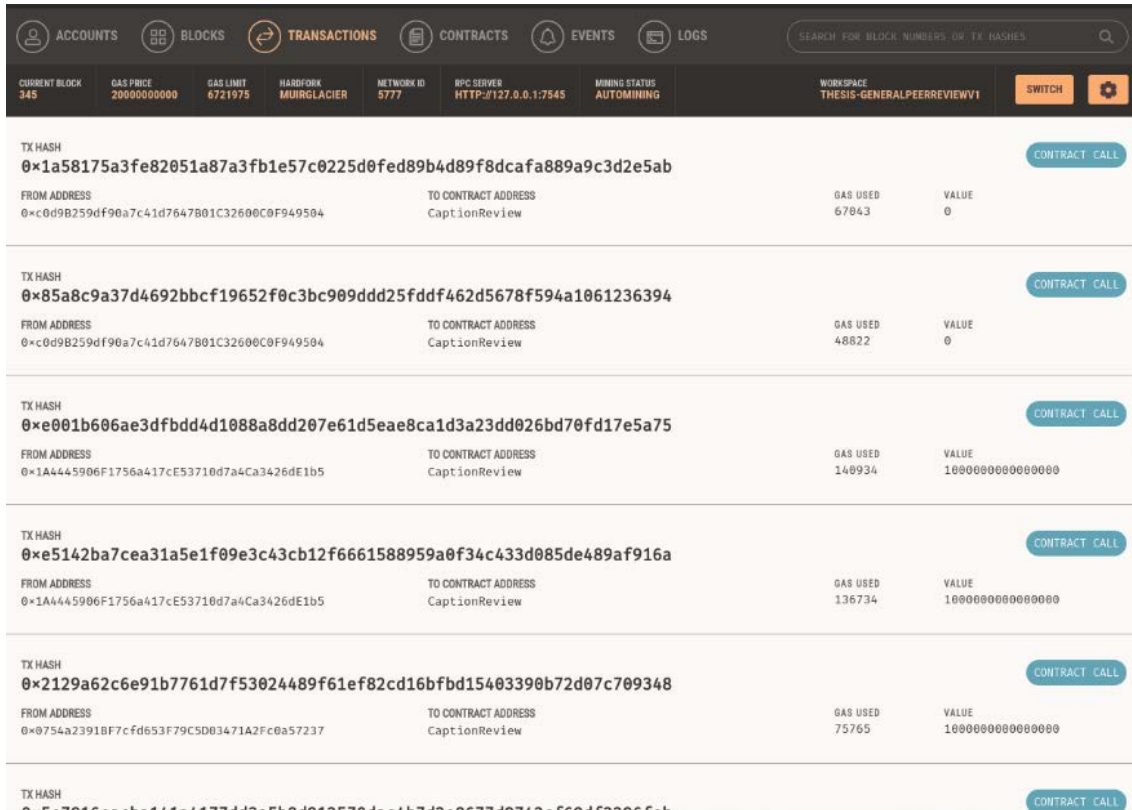 ACCOUNTS BLOCKS TRANSACTIONS CONTRACTS EVENTS LOGS SEARCH FOR BLOCK NUMBERS OR TX HASHES
CURRENT BLOCK GAS PRICE GAS LIMIT HARDFORK NETWORK ID RPC SERVER MINING STATUS WORKSPACE
345 20000000000 6721975 MUIRGLACIER 5777 HTTP://127.0.0.1:7545 AUTOMINING THESIS-GENERALPEERREVIEWV1 SWITCH
TX HASH
0×1a58175a3fe82051a87a3fb1e57c0225d0fed89b4d89f8dcafa889a9c3d2e5ab CONTRACT CALL
FROM ADDRESS TO CONTRACT ADDRESS GAS USED VALUE
0×c0d9B259df90a7c41d7647B01C32600C0F949504 CaptionReview 67043 0
TX HASH
0×85a8c9a37d4692bbcf19652f0c3bc909ddd25fddf462d5678f594a1061236394 CONTRACT CALL
FROM ADDRESS TO CONTRACT ADDRESS GAS USED VALUE
0×c0d9B259df90a7c41d7647B01C32600C0F949504 CaptionReview 48822 0
TX HASH
0×e001b606ae3dfbdd4d1088a8dd207e61d5eae8ca1d3a23dd026bd70fd17e5a75 CONTRACT CALL
FROM ADDRESS TO CONTRACT ADDRESS GAS USED VALUE
0×1A4445906F1756a417cE53710d7a4Ca3426dE1b5 CaptionReview 140934 1000000000000000
TX HASH
0×e5142ba7cea31a5e1f09e3c43cb12f6661588959a0f34c433d085de489af916a CONTRACT CALL
FROM ADDRESS TO CONTRACT ADDRESS GAS USED VALUE
0×1A4445906F1756a417cE53710d7a4Ca3426dE1b5 CaptionReview 136734 1000000000000000
TX HASH
0×2129a62c6e91b7761d7f53024489f61ef82cd16bfbd15403390b72d07c709348 CONTRACT CALL
FROM ADDRESS TO CONTRACT ADDRESS GAS USED VALUE
0×0754a2391BF7cfd653F79C5D03471A2Fc0a57237 CaptionReview 75765 1000000000000000
TX HASH
CONTRACT CALL